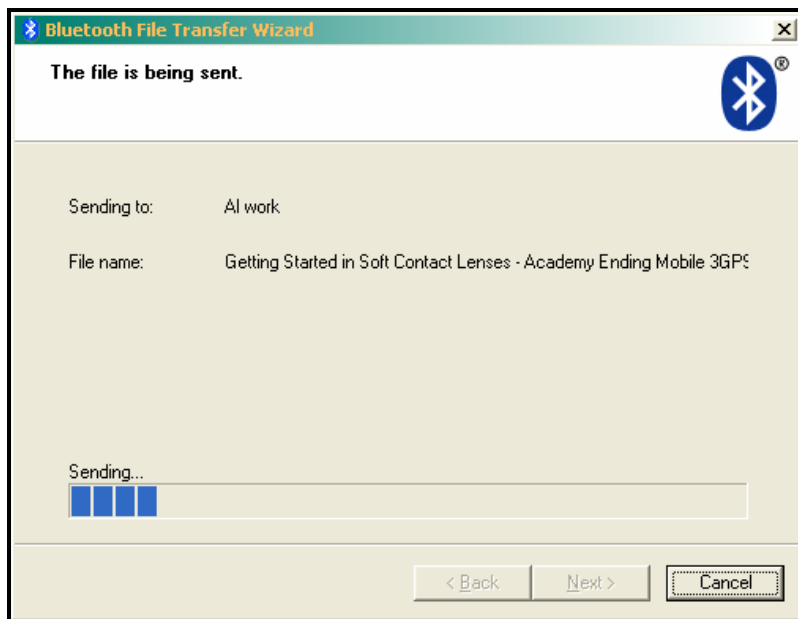 Bluetooth File Transfer Wizard
The file is being sent.
®
Sending to: Al work
File name: Getting Started in Soft Contact Lenses - Academy Ending Mobile 3GPS
Sending...
< Back Next > Cancel